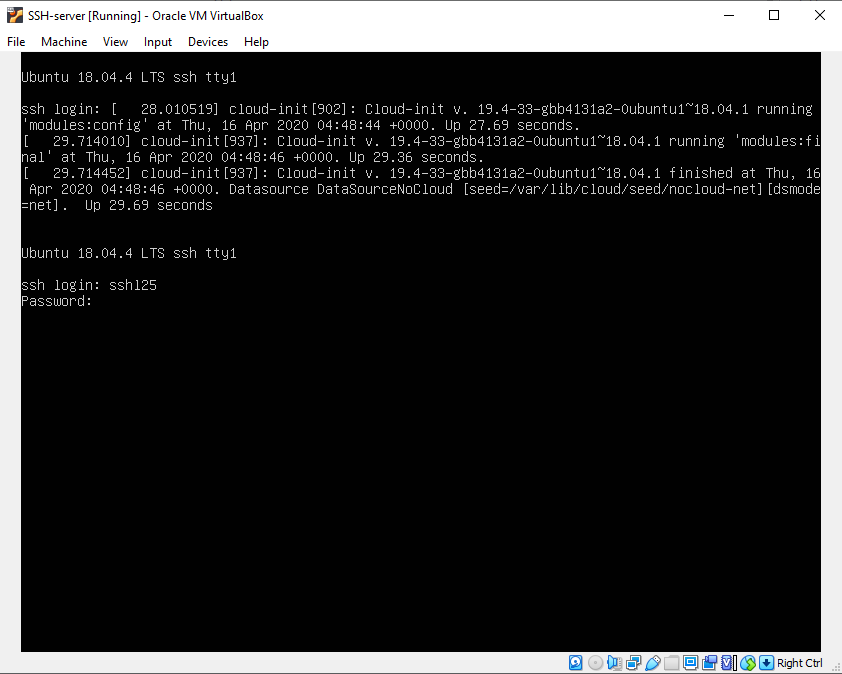 SSH-server [Running] - Oracle VM VirtualBox
File Machine View Input Devices Help
Ubuntu 18.04.4 LTS ssh tty1
ssh login: [   28.010519] cloud-init[902]: Cloud-init v. 19.4-33-gbb4131a2-0ubuntu1~18.04.1 running
'modules:config' at Thu, 16 Apr 2020 04:48:44 +0000. Up 27.69 seconds.
[   29.714010] cloud-init[937]: Cloud-init v. 19.4-33-gbb4131a2-0ubuntu1~18.04.1 running 'modules:fi
nal' at Thu, 16 Apr 2020 04:48:46 +0000. Up 29.36 seconds.
[   29.714452] cloud-init[937]: Cloud-init v. 19.4-33-gbb4131a2-0ubuntu1~18.04.1 finished at Thu, 16
 Apr 2020 04:48:46 +0000. Datasource DataSourceNoCloud [seed=/var/lib/cloud/seed/nocloud-net][dsmode
=net].  Up 29.69 seconds
Ubuntu 18.04.4 LTS ssh tty1
ssh login: sshl25
Password:
Right Ctrl